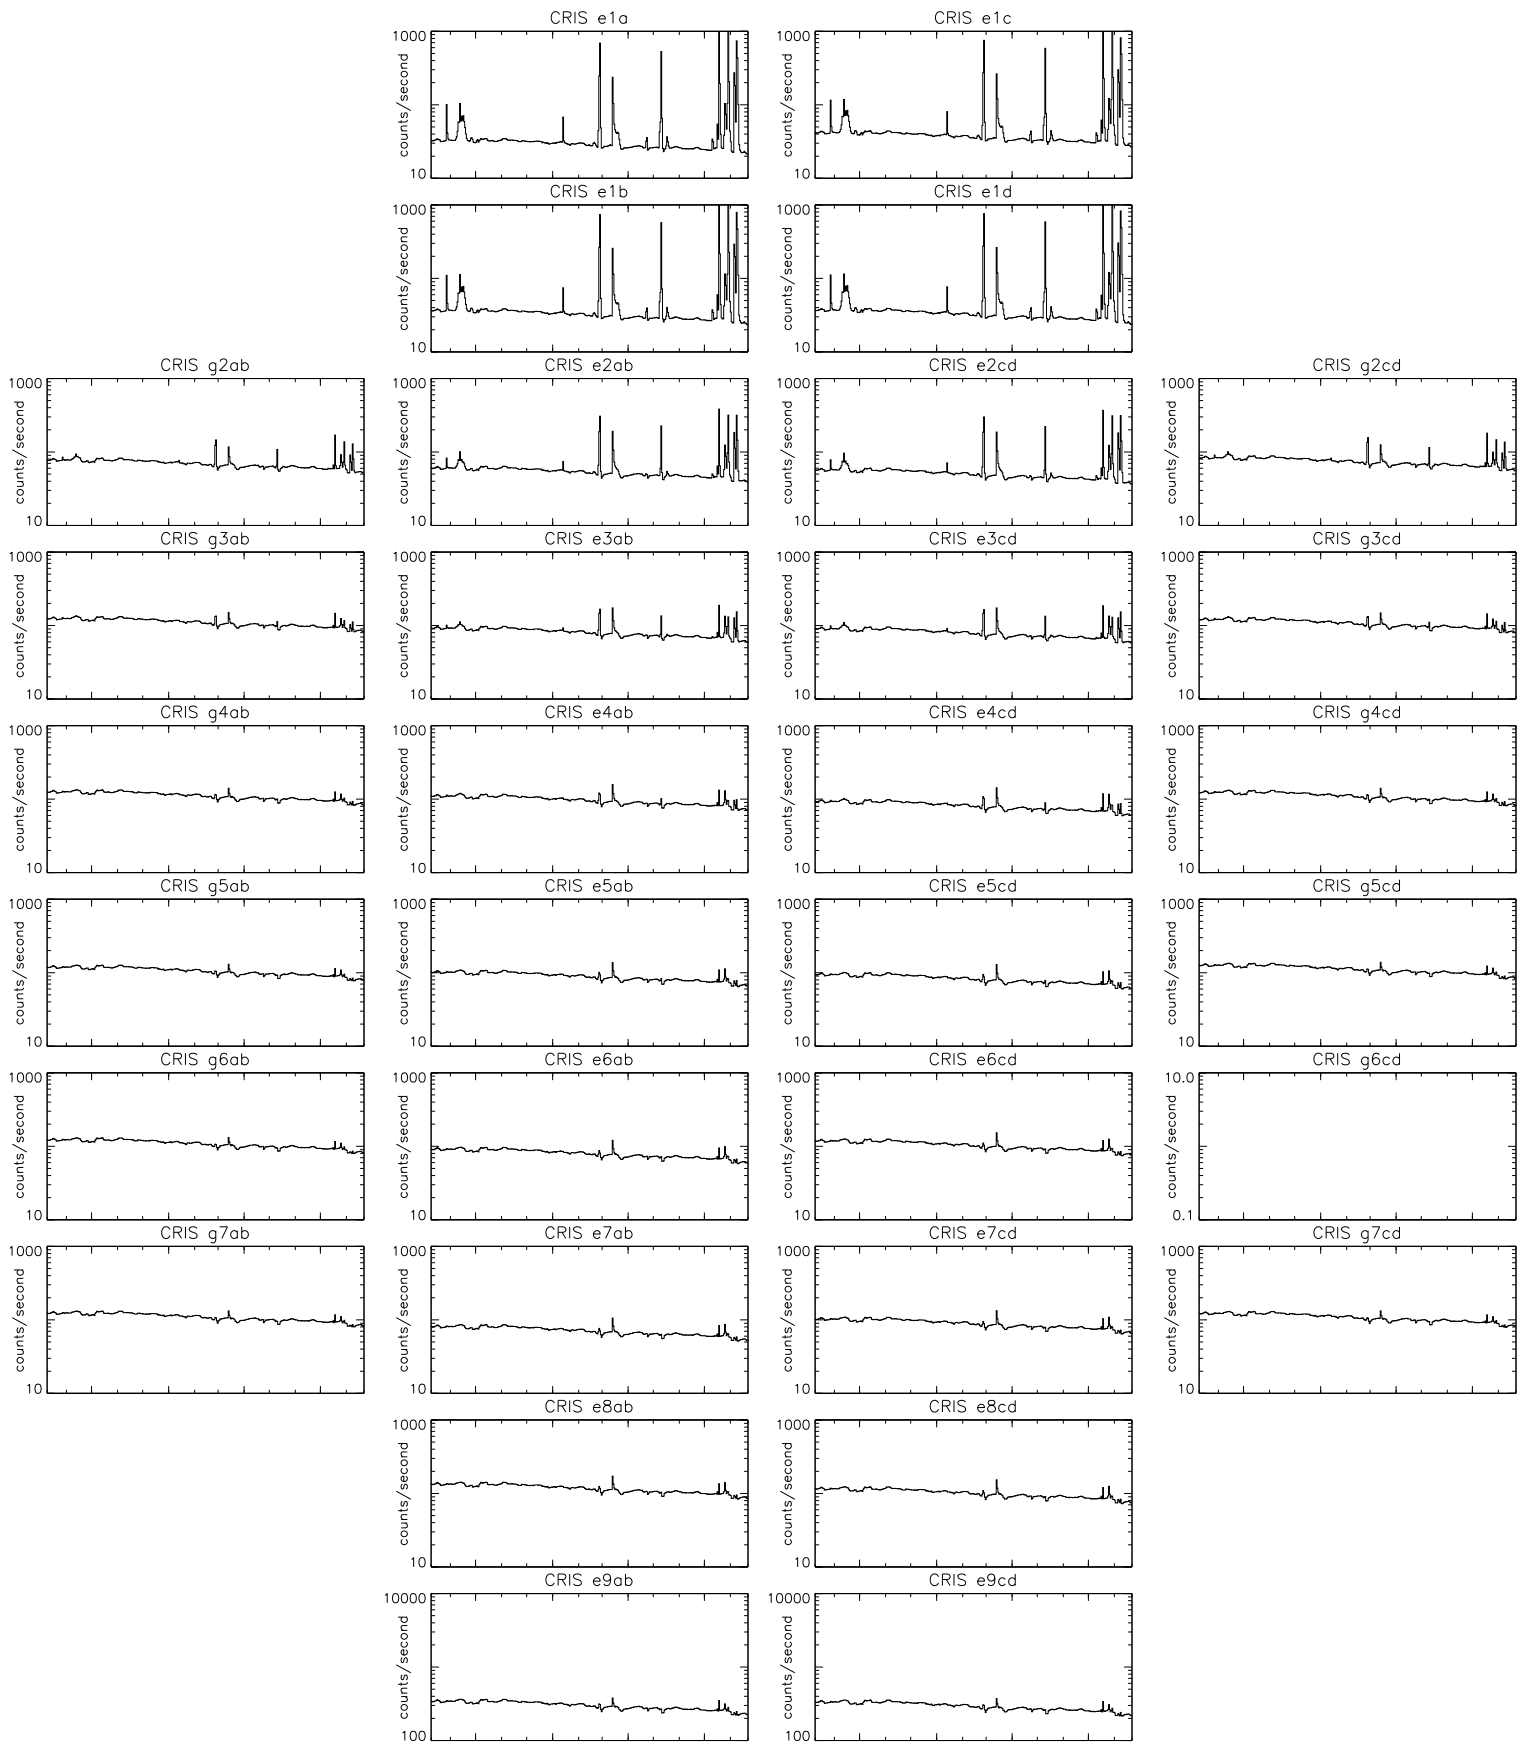 CRIS e1a
CRIS e1c
1000
counts/second
10
1000
counts/second
10
CRIS e1b
CRIS e1d
1000
counts/second
10
1000
counts/second
10
CRIS g2ab
CRIS e2ab
CRIS e2cd
CRIS g2cd
1000
counts/second
10
1000
counts/second
10
1000
counts/second
10
1000
counts/second
10
CRIS g3ab
CRIS e3ab
CRIS e3cd
CRIS g3cd
1000
counts/second
10
1000
counts/second
10
1000
counts/second
10
1000
counts/second
10
CRIS g4ab
CRIS e4ab
CRIS e4cd
CRIS g4cd
1000
counts/second
10
1000
counts/second
10
1000
counts/second
10
1000
counts/second
10
CRIS g5ab
CRIS e5ab
CRIS e5cd
CRIS g5cd
1000
counts/second
10
1000
counts/second
10
1000
counts/second
10
1000
counts/second
10
CRIS g6ab
CRIS e6ab
CRIS e6cd
CRIS g6cd
1000
counts/second
10
1000
counts/second
10
1000
counts/second
10
10.0
counts/second
0.1
CRIS g7ab
CRIS e7ab
CRIS e7cd
CRIS g7cd
1000
counts/second
10
1000
counts/second
10
1000
counts/second
10
1000
counts/second
10
CRIS e8ab
CRIS e8cd
1000
counts/second
10
1000
counts/second
10
CRIS e9ab
CRIS e9cd
10000
counts/second
100
10000
counts/second
100